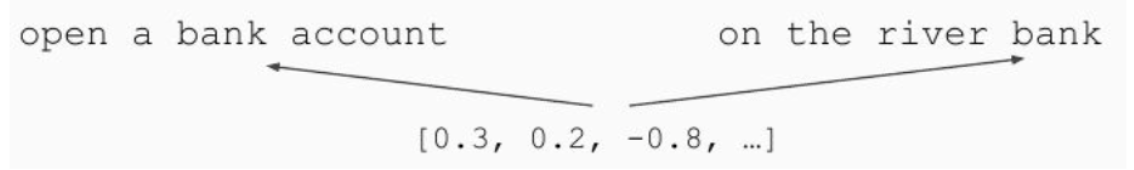 open a bank account
on the river bank
[0.3, 0.2, -0.8, …]